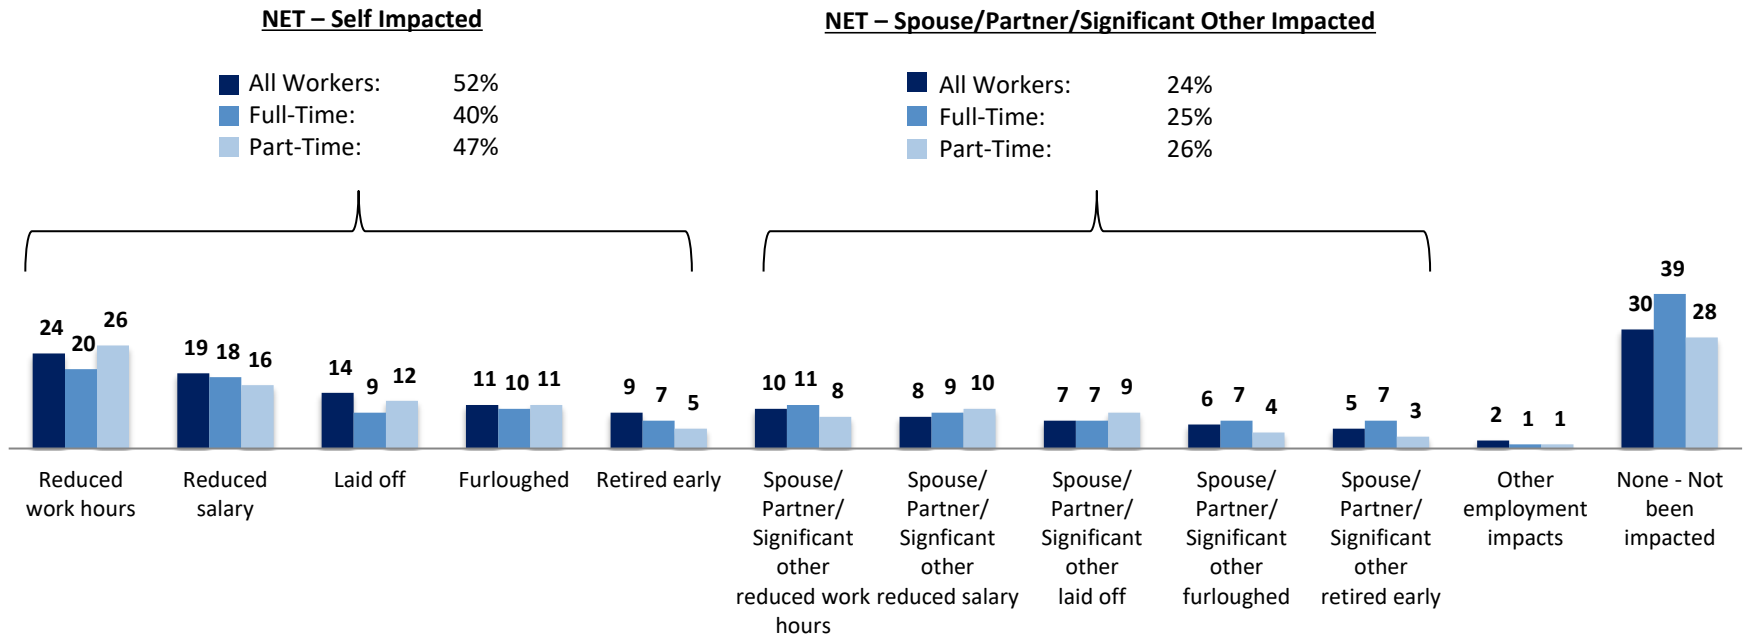 NET – Self Impacted
All Workers: 52%
Full-Time: 40%
Part-Time: 47%
NET – Spouse/Partner/Significant Other Impacted
All Workers: 24%
Full-Time: 25%
Part-Time: 26%
24 20 26
19 18 16
14 9 12
11 10 11
9 7 5
10 11 8
8 9 10
7 7 9
6 7 4
5 7 3
2 1 1
30 39 28
Reduced
work hours
Reduced
salary
Laid off
Furloughed
Retired early
Spouse/
Partner/
Significant
other
reduced work
hours
Spouse/
Partner/
Signficant
other
reduced salary
Spouse/
Partner/
Significant
other
laid off
Spouse/
Partner/
Significant
other
furloughed
Spouse/
Partner/
Significant
other
retired early
Other
employment
impacts
None - Not
been
impacted